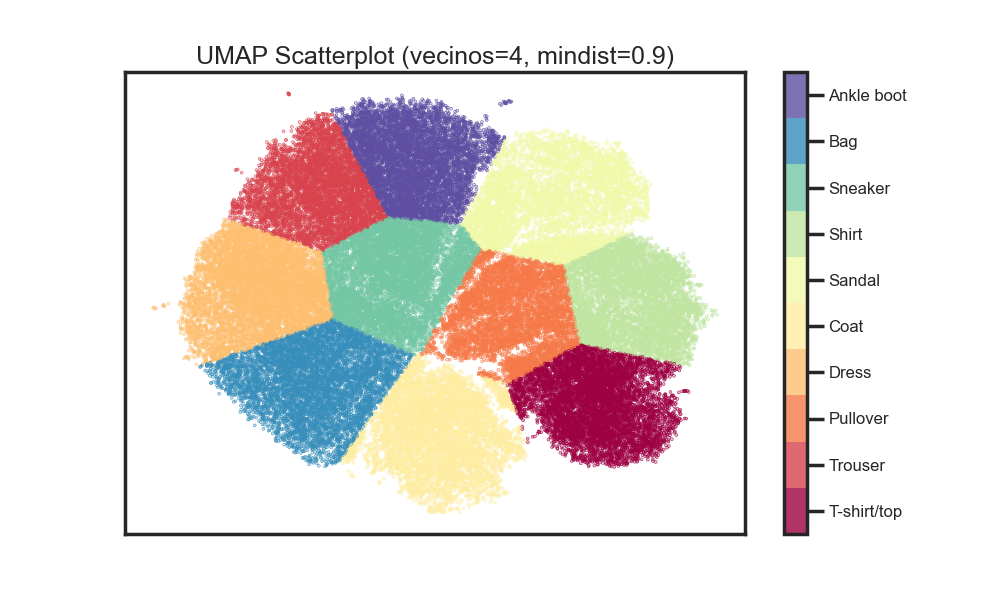 UMAP Scatterplot (vecinos=4, mindist=0.9)
Ankle boot
Bag
Sneaker
Shirt
Sandal
Coat
Dress
Pullover
Trouser
T-shirt/top